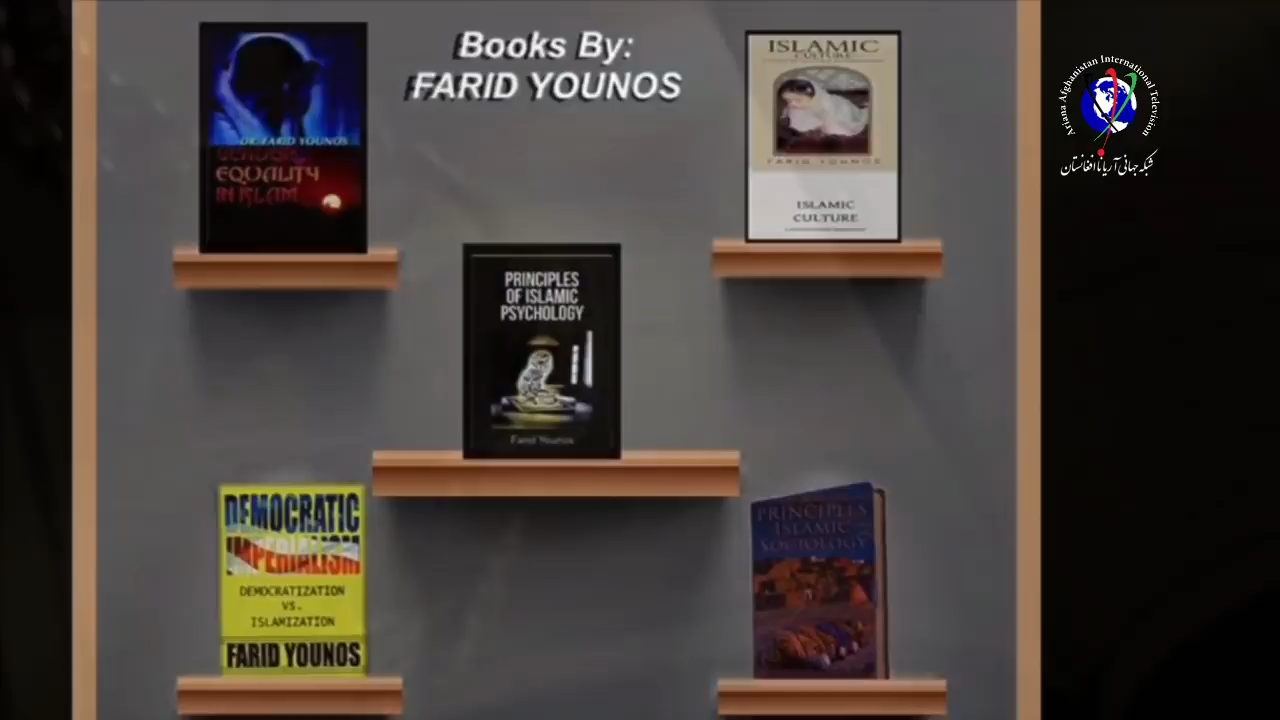 Books By:
FARID YOUNOS
DR. FARID YOUNOS
GENDER
EQUALITY
IN ISLAM
ISLAMIC
CULTURE
FARID YOUNOS
ISLAMIC
CULTURE
Ariana Afghanistan International Television
شبکه جهانی آریانا افغانستان
PRINCIPLES
OF ISLAMIC
PSYCHOLOGY
Farid Younos
DEMOCRATIC
IMPERIALISM
DEMOCRATIZATION
VS.
ISLAMIZATION
FARID YOUNOS
PRINCIPLES
ISLAMIC
SOCIOLOGY